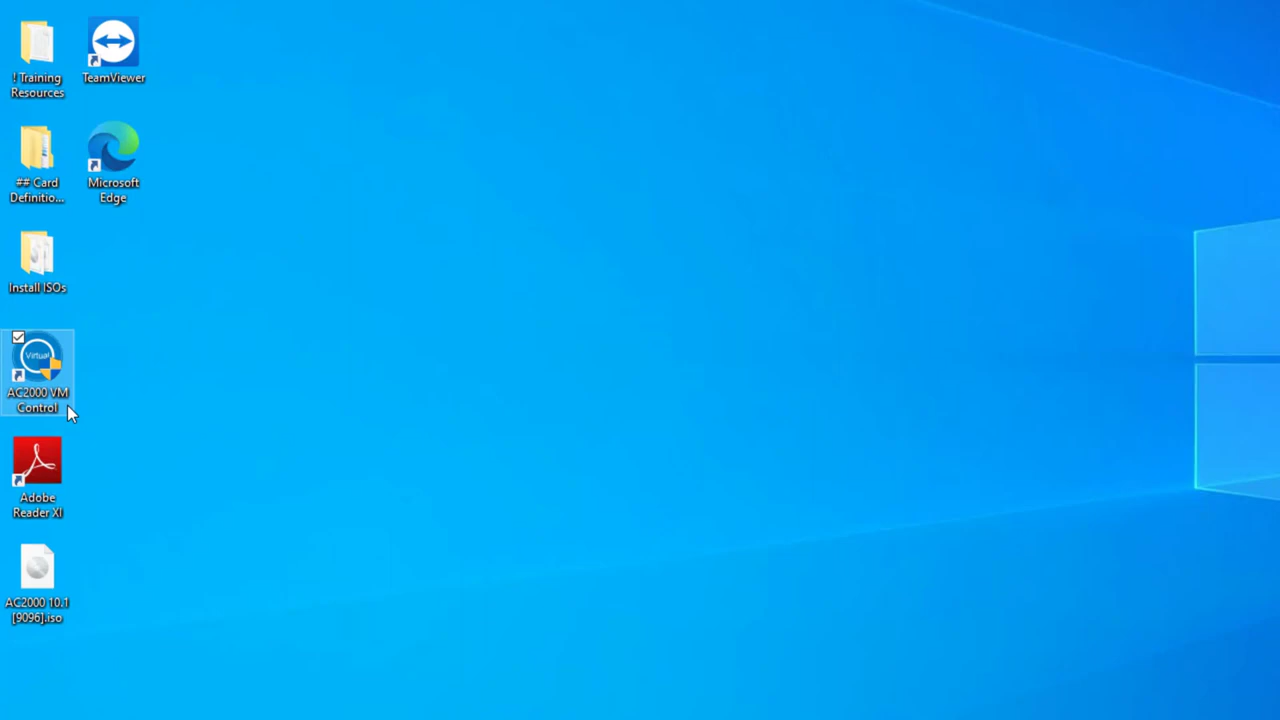 ! Training
Resources
TeamViewer
## Card
Definitio...
Microsoft
Edge
Install ISOs
Virtual
AC2000 VM
Control
Adobe
Reader XI
AC2000 10.1
[9096].iso